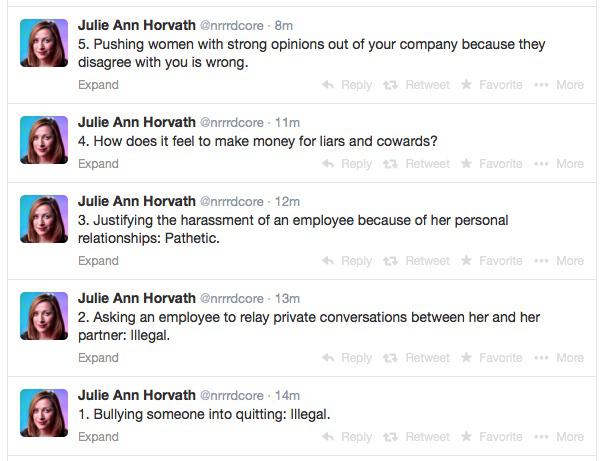 Julie Ann Horvath @nrrrdcore · 8m
5. Pushing women with strong opinions out of your company because they
disagree with you is wrong.
Expand
Reply Retweet Favorite More
Julie Ann Horvath @nrrrdcore · 11m
4. How does it feel to make money for liars and cowards?
Expand
Reply Retweet Favorite More
Julie Ann Horvath @nrrrdcore · 12m
3. Justifying the harassment of an employee because of her personal
relationships: Pathetic.
Expand
Reply Retweet Favorite More
Julie Ann Horvath @nrrrdcore · 13m
2. Asking an employee to relay private conversations between her and her
partner: Illegal.
Expand
Reply Retweet Favorite More
Julie Ann Horvath @nrrrdcore · 14m
1. Bullying someone into quitting: Illegal.
Expand
Reply Retweet Favorite More